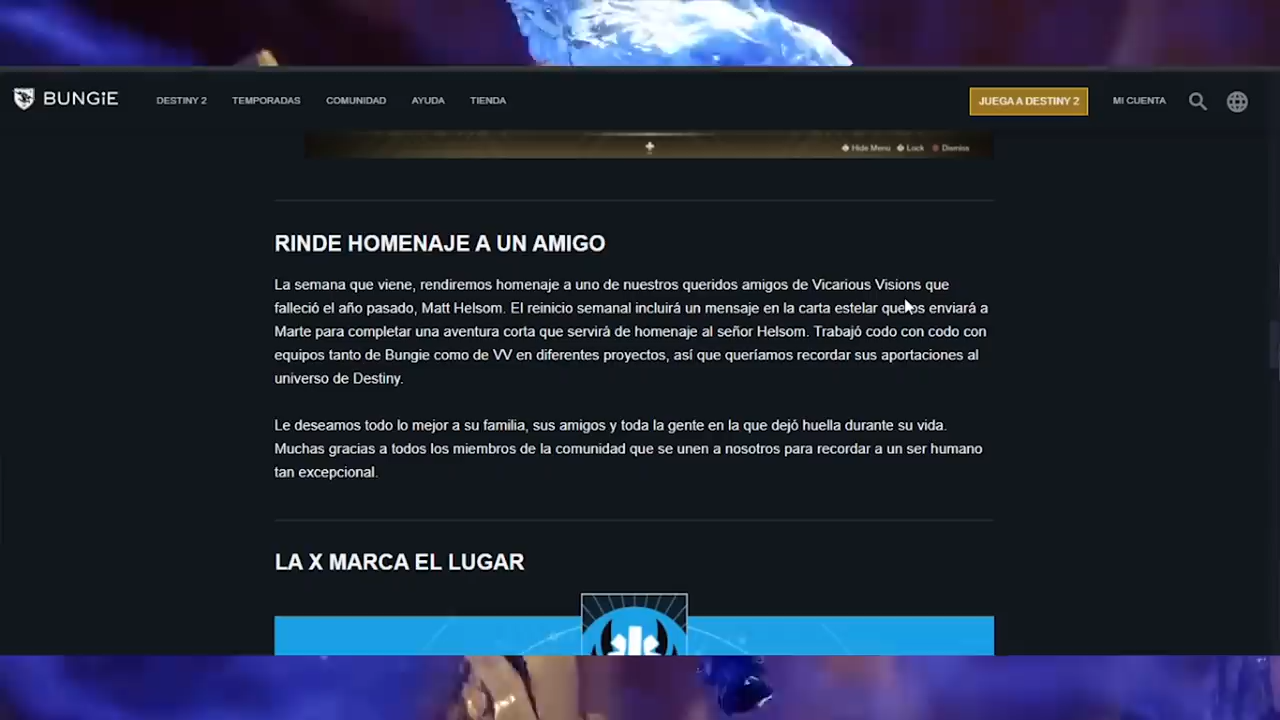 BUNGiE DESTINY 2 TEMPORADAS COMUNIDAD AYUDA TIENDA JUEGA A DESTINY 2 MI CUENTA
Hide Menu Lock Dismiss
RINDE HOMENAJE A UN AMIGO
La semana que viene, rendiremos homenaje a uno de nuestros queridos amigos de Vicarious Visions que
falleció el año pasado, Matt Helsom. El reinicio semanal incluirá un mensaje en la carta estelar que os enviará a
Marte para completar una aventura corta que servirá de homenaje al señor Helsom. Trabajó codo con codo con
equipos tanto de Bungie como de VV en diferentes proyectos, así que queríamos recordar sus aportaciones al
universo de Destiny.
Le deseamos todo lo mejor a su familia, sus amigos y toda la gente en la que dejó huella durante su vida.
Muchas gracias a todos los miembros de la comunidad que se unen a nosotros para recordar a un ser humano
tan excepcional.
LA X MARCA EL LUGAR